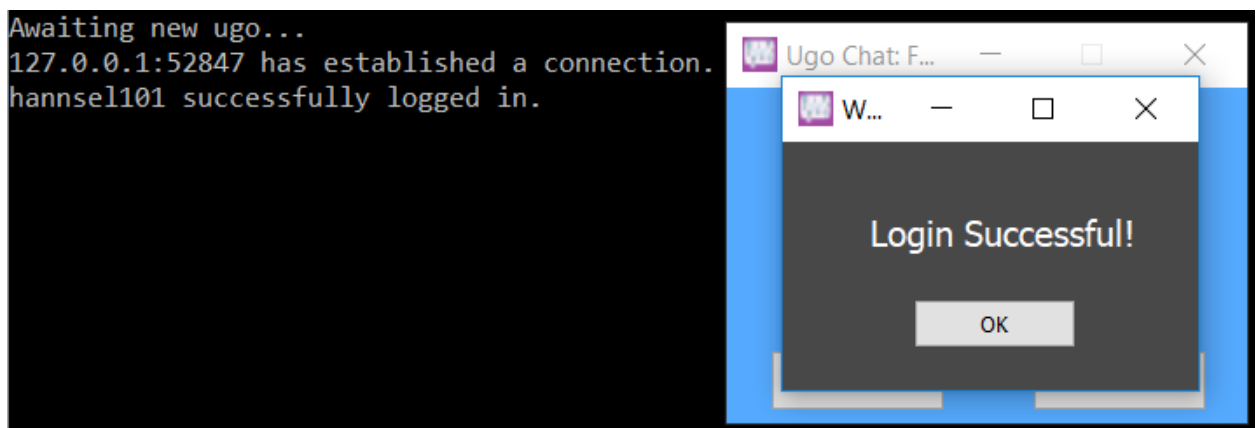 Awaiting new ugo...
127.0.0.1:52847 has established a connection.
hannsel101 successfully logged in.
Ugo Chat: F...
W...
Login Successful!
OK